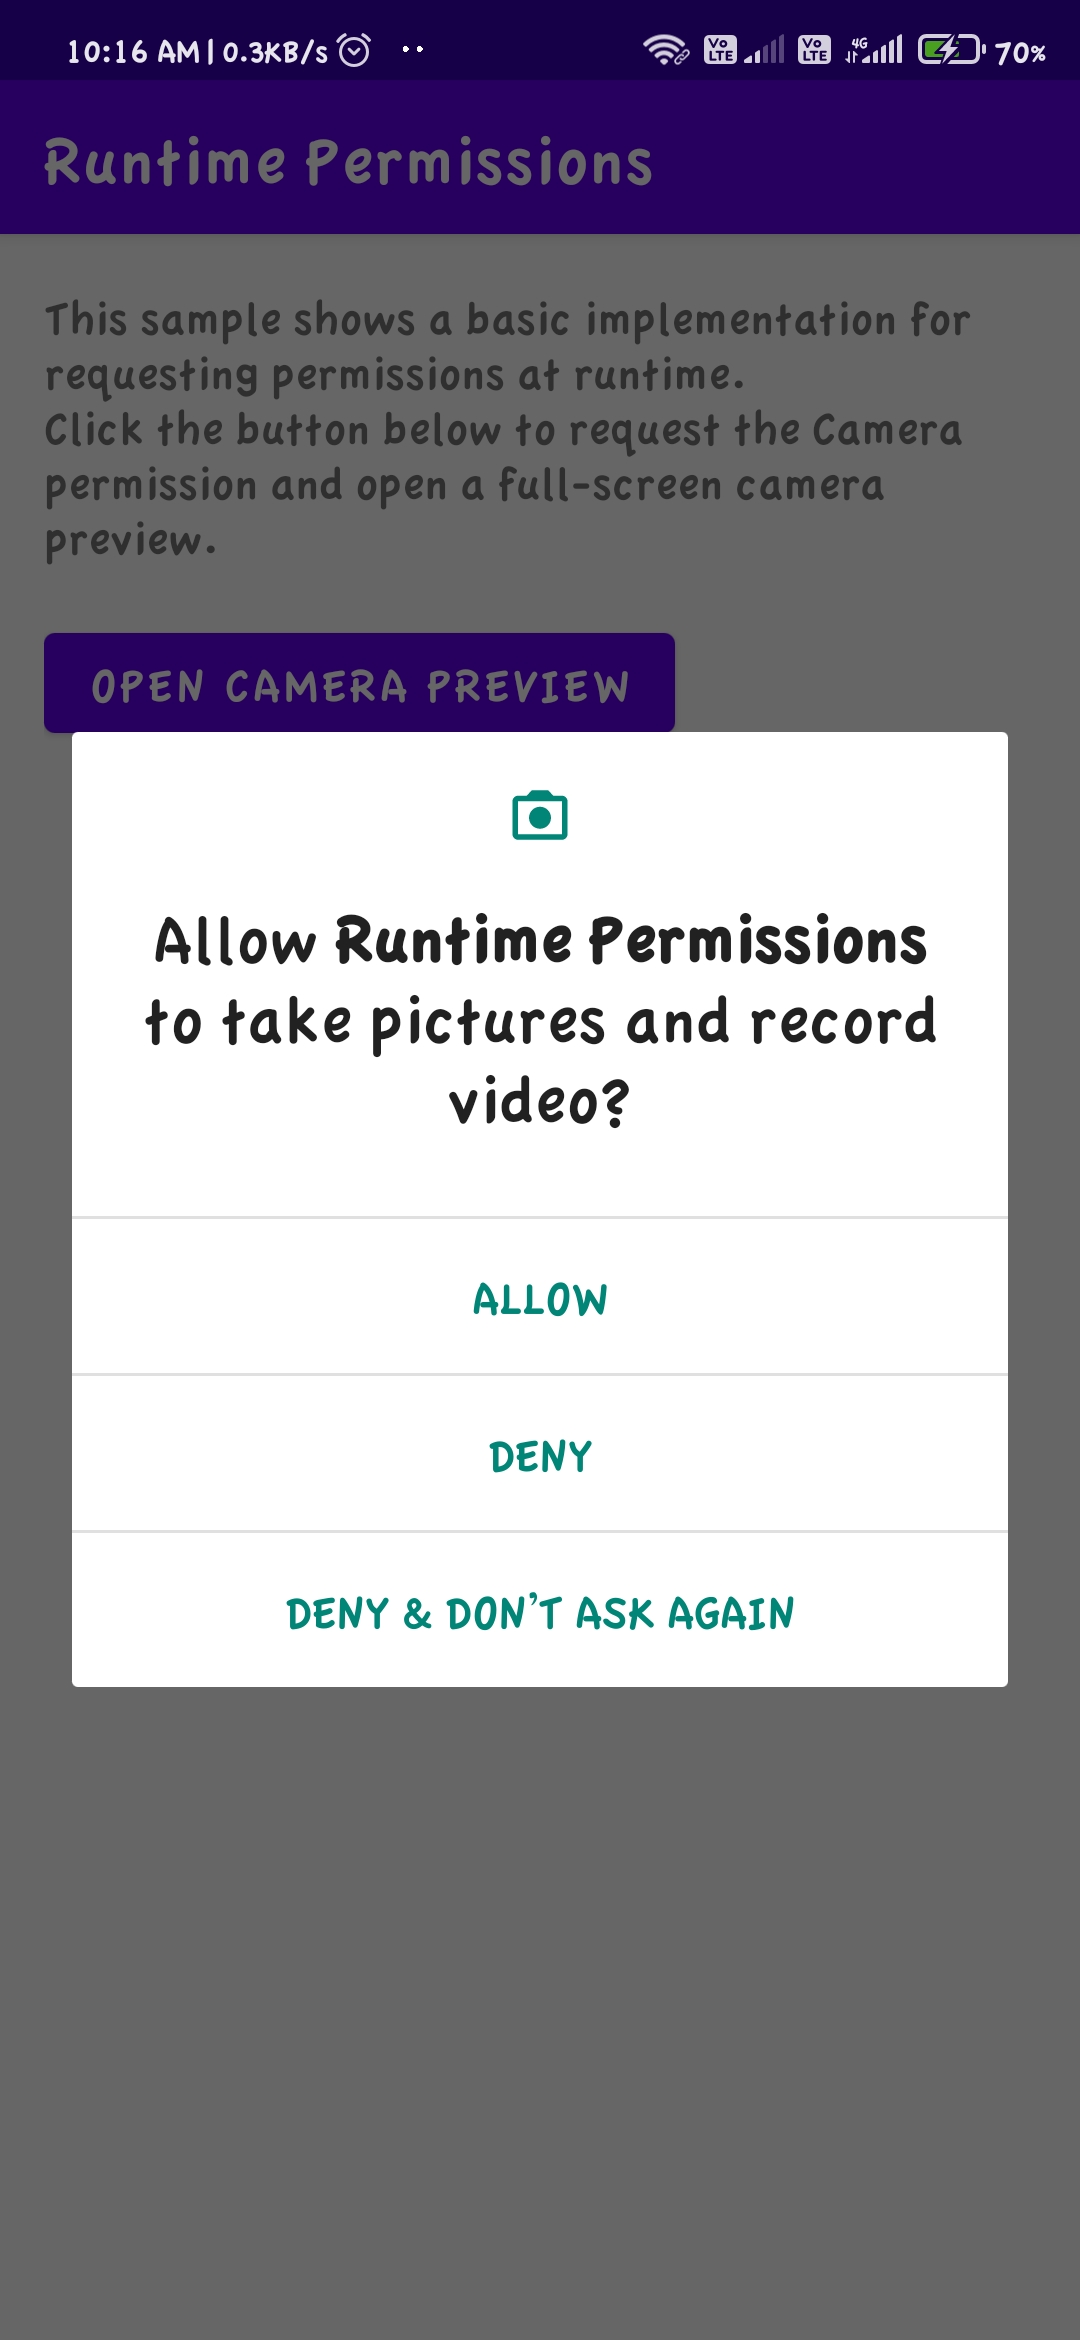 10:16 AM | 0.3KB/s Vo LTE Vo LTE 4G 70%
Runtime Permissions
This sample shows a basic implementation for
requesting permissions at runtime.
Click the button below to request the Camera
permission and open a full-screen camera
preview.
OPEN CAMERA PREVIEW
Allow Runtime Permissions
to take pictures and record
video?
ALLOW
DENY
DENY & DON'T ASK AGAIN